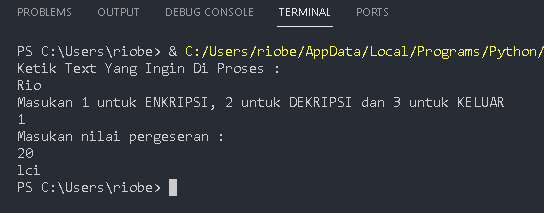 PROBLEMS OUTPUT DEBUG CONSOLE TERMINAL PORTS
PS C:\Users\riobe> & C:/Users/riobe/AppData/Local/Programs/Python/
Ketik Text Yang Ingin Di Proses :
Rio
Masukan 1 untuk ENKRIPSI, 2 untuk DEKRIPSI dan 3 untuk KELUAR
1
Masukan nilai pergeseran :
20
lci
PS C:\Users\riobe>